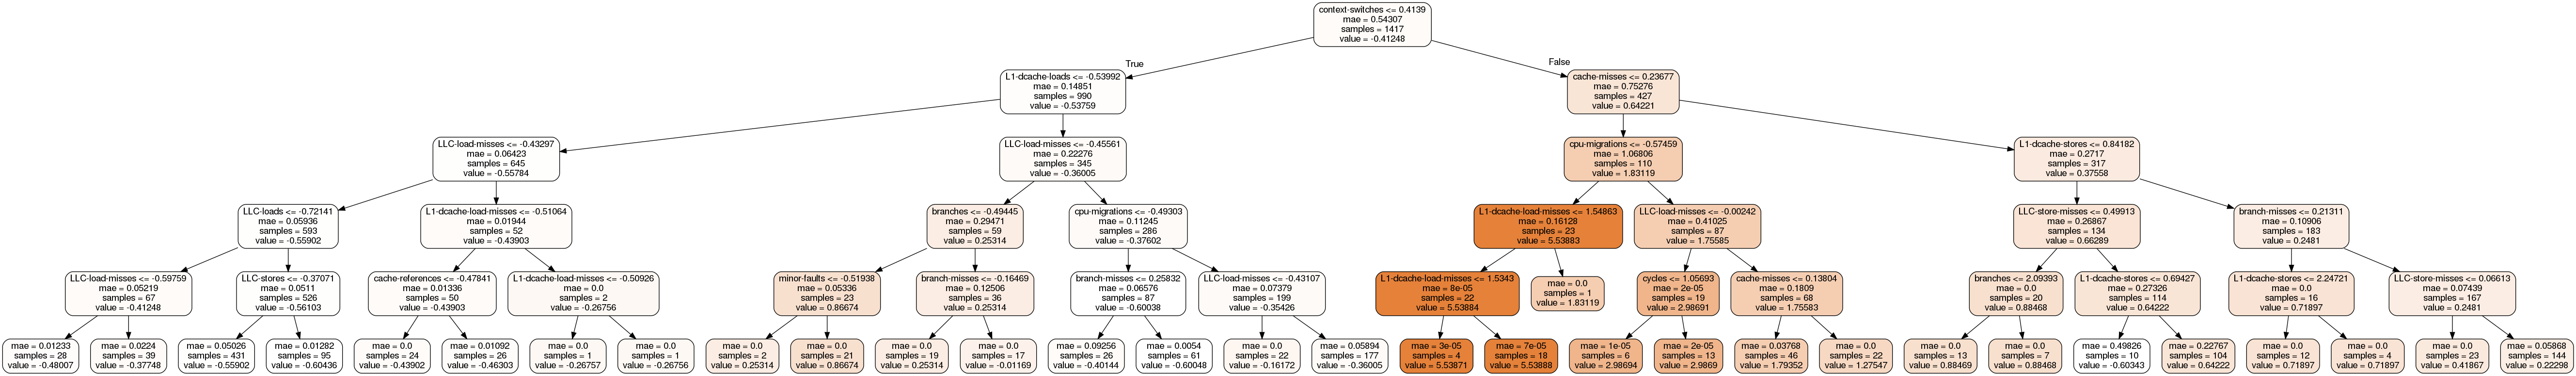 context-switches <= 0.4139
mae = 0.54307
samples = 1417
value = -0.41248
True
False
L1-dcache-loads <= -0.53992
mae = 0.14851
samples = 990
value = -0.53759
cache-misses <= 0.23677
mae = 0.75276
samples = 427
value = 0.64221
LLC-load-misses <= -0.43297
mae = 0.06423
samples = 645
value = -0.55784
LLC-load-misses <= -0.45561
mae = 0.22276
samples = 345
value = -0.36005
cpu-migrations <= -0.57459
mae = 1.06806
samples = 110
value = 1.83119
L1-dcache-stores <= 0.84182
mae = 0.2717
samples = 317
value = 0.37558
LLC-loads <= -0.72141
mae = 0.05936
samples = 593
value = -0.55902
L1-dcache-load-misses <= -0.51064
mae = 0.01944
samples = 52
value = -0.43903
branches <= -0.49445
mae = 0.29471
samples = 59
value = 0.25314
cpu-migrations <= -0.49303
mae = 0.11245
samples = 286
value = -0.37602
L1-dcache-load-misses <= 1.54863
mae = 0.16128
samples = 23
value = 5.53883
LLC-load-misses <= -0.00242
mae = 0.41025
samples = 87
value = 1.75585
LLC-store-misses <= 0.49913
mae = 0.26867
samples = 134
value = 0.66289
branch-misses <= 0.21311
mae = 0.10906
samples = 183
value = 0.2481
LLC-load-misses <= -0.59759
mae = 0.05219
samples = 67
value = -0.41248
LLC-stores <= -0.37071
mae = 0.0511
samples = 526
value = -0.56103
cache-references <= -0.47841
mae = 0.01336
samples = 50
value = -0.43903
L1-dcache-load-misses <= -0.50926
mae = 0.0
samples = 2
value = -0.26756
minor-faults <= -0.51938
mae = 0.05336
samples = 23
value = 0.86674
branch-misses <= -0.16469
mae = 0.12506
samples = 36
value = 0.25314
branch-misses <= 0.25832
mae = 0.06576
samples = 87
value = -0.60038
LLC-load-misses <= -0.43107
mae = 0.07379
samples = 199
value = -0.35426
L1-dcache-load-misses <= 1.5343
mae = 8e-05
samples = 22
value = 5.53884
mae = 0.0
samples = 1
value = 1.83119
cycles <= 1.05693
mae = 2e-05
samples = 19
value = 2.98691
cache-misses <= 0.13804
mae = 0.1809
samples = 68
value = 1.75583
branches <= 2.09393
mae = 0.0
samples = 20
value = 0.88468
L1-dcache-stores <= 0.69427
mae = 0.27326
samples = 114
value = 0.64222
L1-dcache-stores <= 2.24721
mae = 0.0
samples = 16
value = 0.71897
LLC-store-misses <= 0.06613
mae = 0.07439
samples = 167
value = 0.2481
mae = 0.01233
samples = 28
value = -0.48007
mae = 0.0224
samples = 39
value = -0.37748
mae = 0.05026
samples = 431
value = -0.55902
mae = 0.01282
samples = 95
value = -0.60436
mae = 0.0
samples = 24
value = -0.43902
mae = 0.01092
samples = 26
value = -0.46303
mae = 0.0
samples = 1
value = -0.26757
mae = 0.0
samples = 1
value = -0.26756
mae = 0.0
samples = 2
value = 0.25314
mae = 0.0
samples = 21
value = 0.86674
mae = 0.0
samples = 19
value = 0.25314
mae = 0.0
samples = 17
value = -0.01169
mae = 0.09256
samples = 26
value = -0.40144
mae = 0.0054
samples = 61
value = -0.60048
mae = 0.0
samples = 22
value = -0.16172
mae = 0.05894
samples = 177
value = -0.36005
mae = 3e-05
samples = 4
value = 5.53871
mae = 7e-05
samples = 18
value = 5.53888
mae = 1e-05
samples = 6
value = 2.98694
mae = 2e-05
samples = 13
value = 2.9869
mae = 0.03768
samples = 46
value = 1.79352
mae = 0.0
samples = 22
value = 1.27547
mae = 0.0
samples = 13
value = 0.88469
mae = 0.0
samples = 7
value = 0.88468
mae = 0.49826
samples = 10
value = -0.60343
mae = 0.22767
samples = 104
value = 0.64222
mae = 0.0
samples = 12
value = 0.71897
mae = 0.0
samples = 4
value = 0.71897
mae = 0.0
samples = 23
value = 0.41867
mae = 0.05868
samples = 144
value = 0.22298